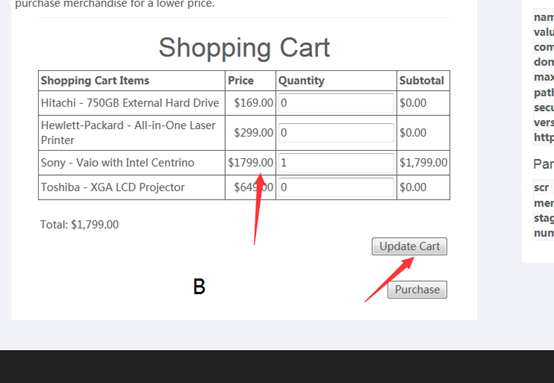 purchase merchandise for a lower price.
Shopping Cart
Shopping Cart Items Price Quantity Subtotal
Hitachi - 750GB External Hard Drive $169.00 0 $0.00
Hewlett-Packard - All-in-One Laser
Printer $299.00 0 $0.00
Sony - Vaio with Intel Centrino $1799.00 1 $1,799.00
Toshiba - XGA LCD Projector $649.00 0 $0.00
Total: $1,799.00
Update Cart
B
Purchase
nam
valu
com
dom
max
path
secu
vers
http
Par
scr
men
stag
num